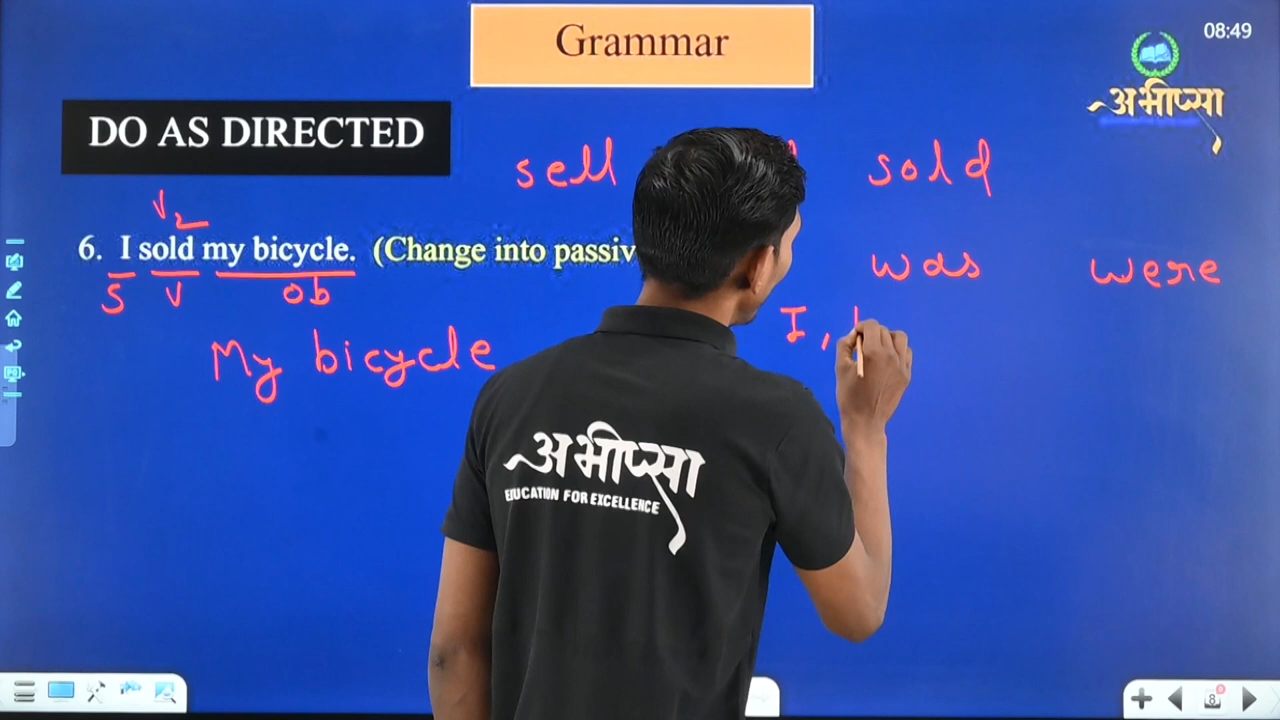 Grammar
08:49
अभीप्सा
DO AS DIRECTED
sell sold
V2
6. I sold my bicycle. (Change into
was were
S V ob
I,
My bicycle
अभीप्सा
EDUCATION FOR EXCELLENCE
8